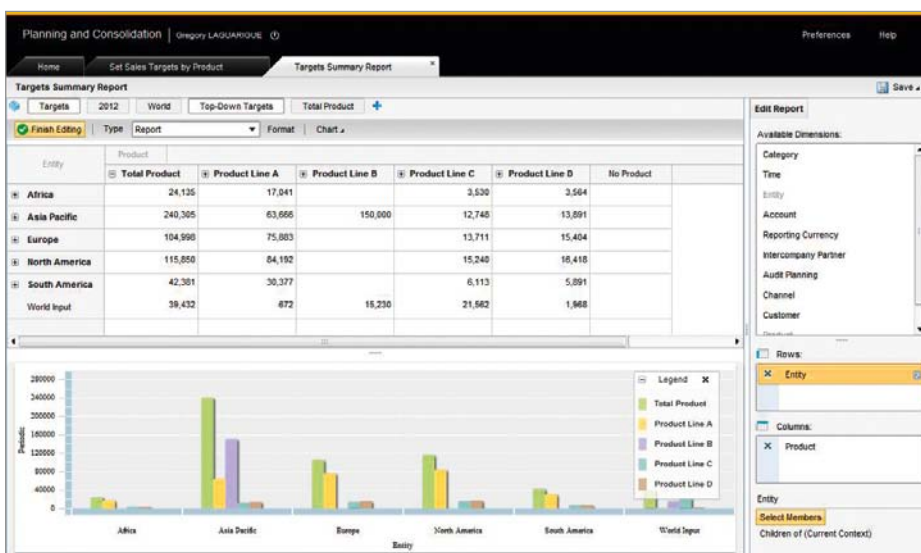 Planning and Consolidation | Gregory LAGUARIGUE
Preferences Help
Home Set Sales Targets by Product Targets Summary Report ×
Targets Summary Report
Save
Targets 2012 World Top-Down Targets Total Product
Finish Editing Type Report Format Chart
Entity Product
Total Product Product Line A Product Line B Product Line C Product Line D No Product
Africa 24,135 17,041 3,530 3,564
Asia Pacific 240,305 63,666 150,000 12,748 13,891
Europe 104,998 75,883 13,711 15,404
North America 115,850 84,192 15,240 16,418
South America 42,381 30,377 6,113 5,891
World Input 39,432 672 15,230 21,562 1,968
Periodic
280000
240000
180000
130000
80000
40000
0
Africa Asia Pacific Europe North America South America World Input
Entity
Legend
Total Product
Product Line A
Product Line B
Product Line C
Product Line D
Edit Report
Available Dimensions:
Category
Time
Entity
Account
Reporting Currency
Intercompany Partner
Audit Planning
Channel
Customer
Product
Rows:
Entity
Columns:
Product
Entity
Select Members
Children of (Current Context)